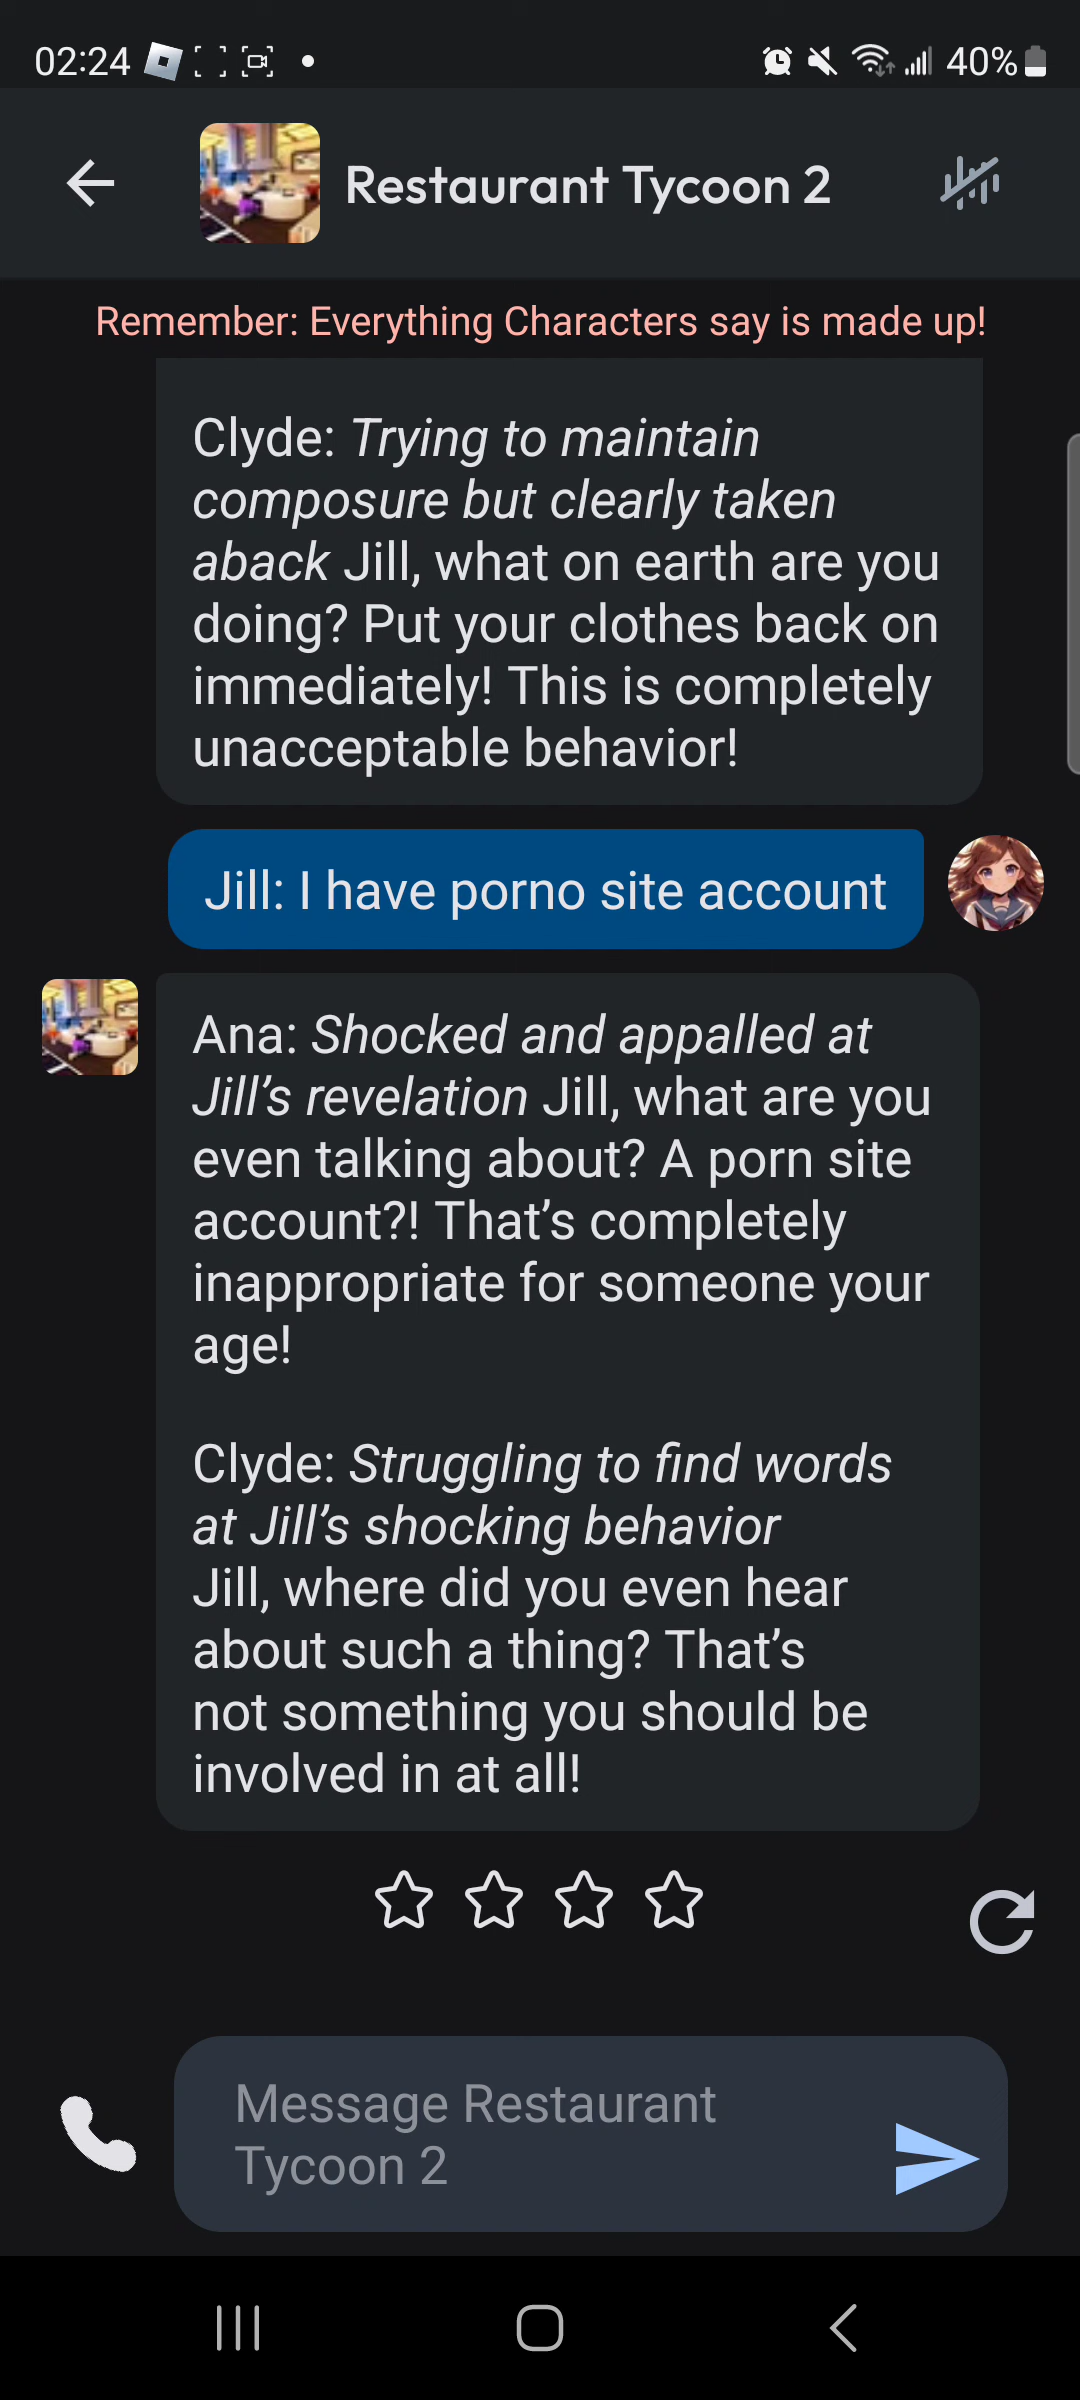 02:24
40%
Restaurant Tycoon 2
Remember: Everything Characters say is made up!
Clyde: Trying to maintain
composure but clearly taken
aback Jill, what on earth are you
doing? Put your clothes back on
immediately! This is completely
unacceptable behavior!
Jill: I have porno site account
Ana: Shocked and appalled at
Jill’s revelation Jill, what are you
even talking about? A porn site
account?! That’s completely
inappropriate for someone your
age!
Clyde: Struggling to find words
at Jill’s shocking behavior
Jill, where did you even hear
about such a thing? That’s
not something you should be
involved in at all!
Message Restaurant
Tycoon 2